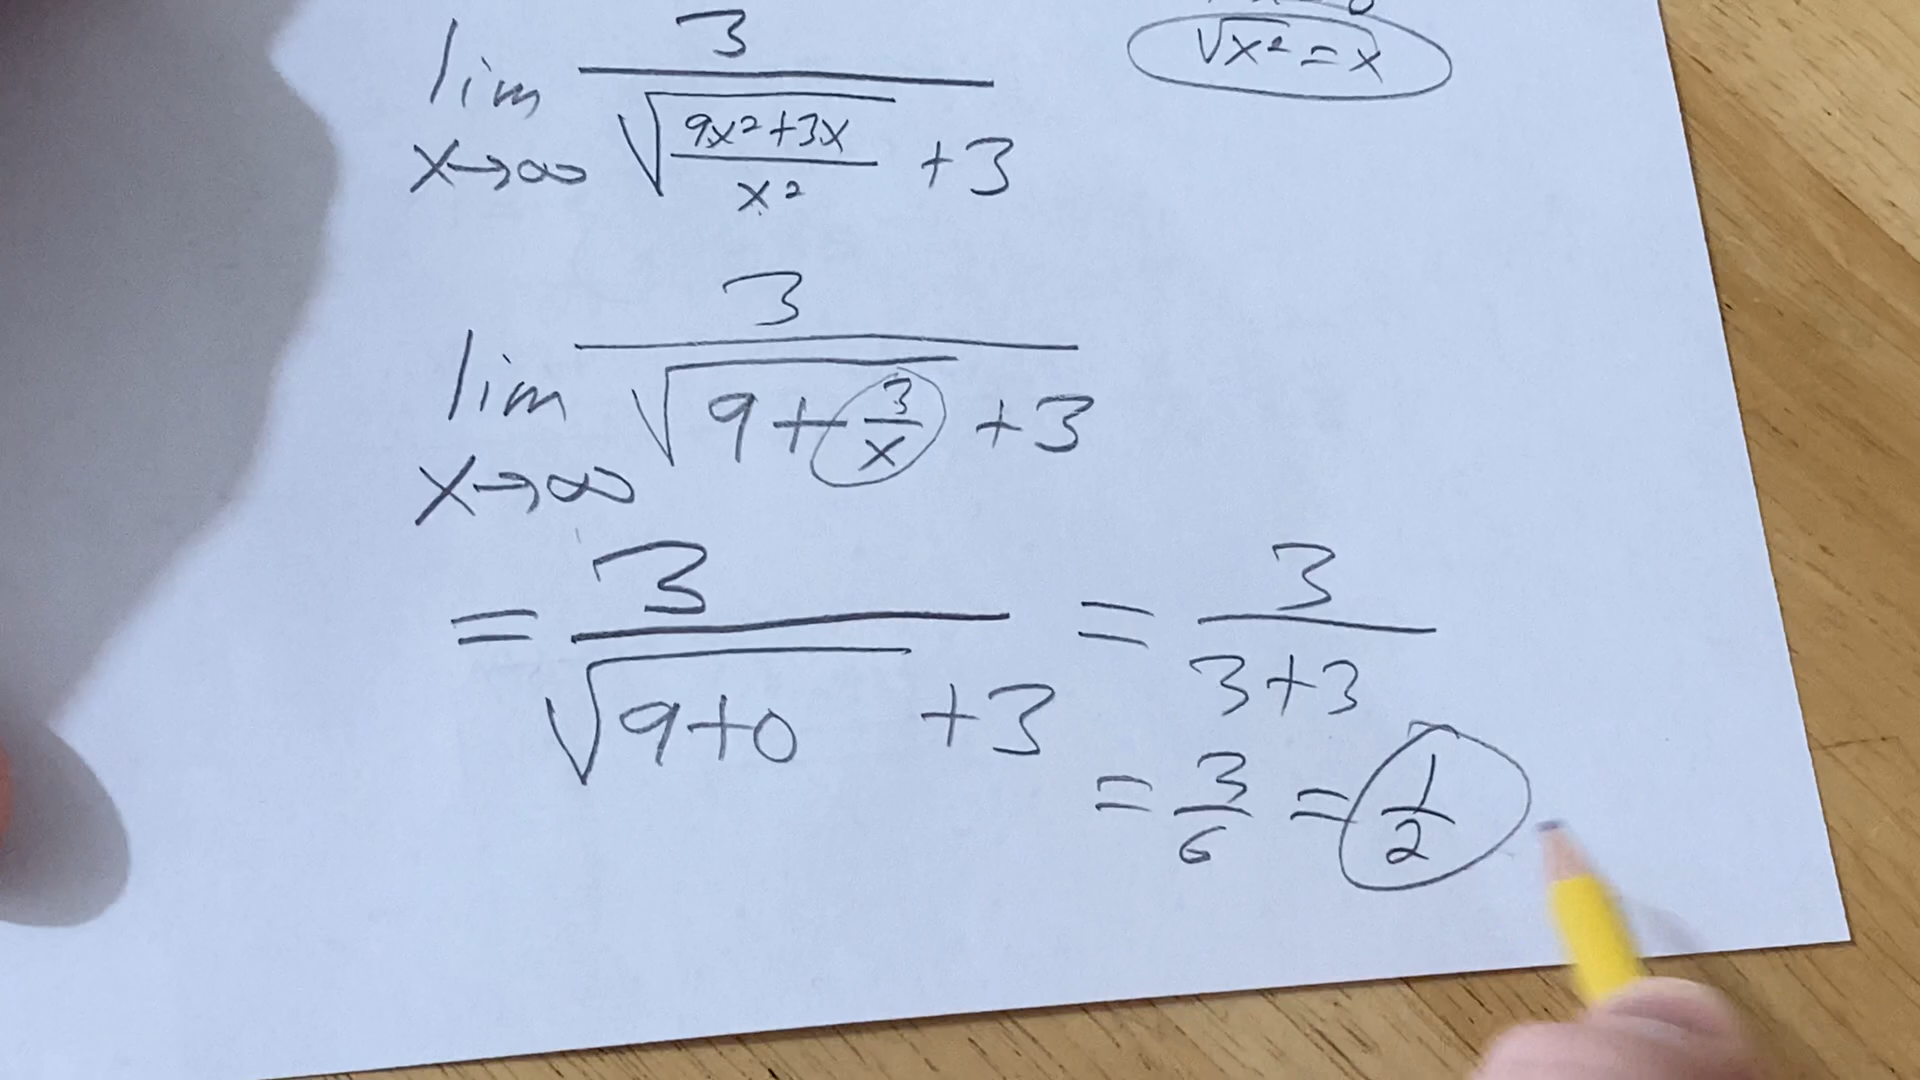 √x² = x
lim x→∞ 3 / (√((9x²+3x)/x²) + 3)
lim x→∞ 3 / (√(9 + 3/x) + 3)
= 3 / (√(9+0) + 3) = 3 / (3+3)
= 3/6 = 1/2